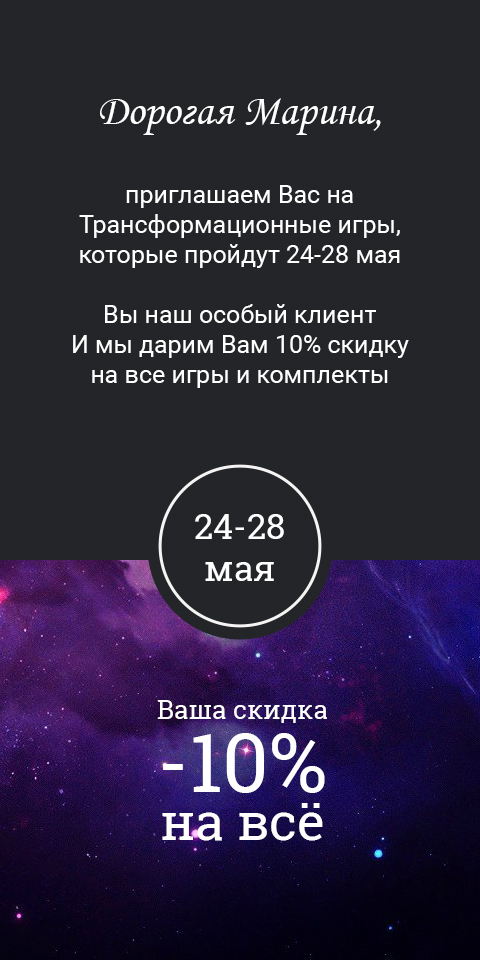 Дорогая Марина,
приглашаем Вас на
Трансформационные игры,
которые пройдут 24-28 мая
Вы наш особый клиент
И мы дарим Вам 10% скидку
на все игры и комплекты
24-28
мая
Ваша скидка
-10%
на всё